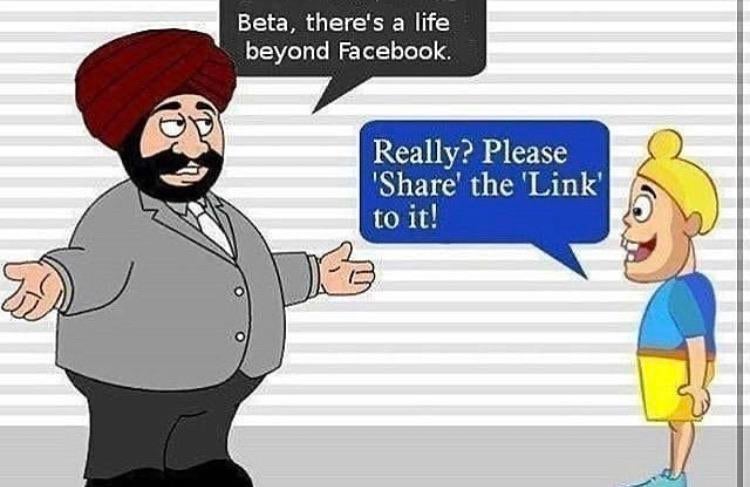 Beta, there's a life
beyond Facebook.
Really? Please
'Share' the 'Link'
to it!